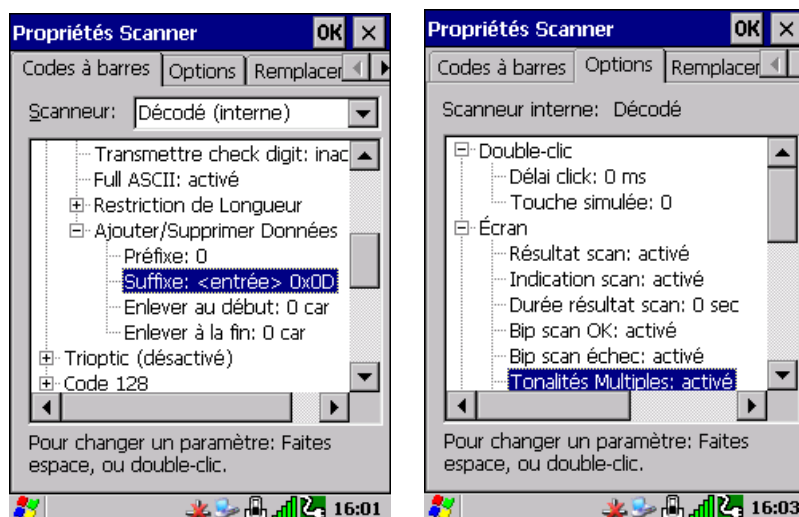 Propriétés Scanner OK ×
Codes à barres Options Remplacer
Scanneur: Décodé (interne)
Transmettre check digit: inac
Full ASCII: activé
Restriction de Longueur
Ajouter/Supprimer Données
Préfixe: 0
Suffixe: <entrée> 0x0D
Enlever au début: 0 car
Enlever à la fin: 0 car
Trioptic (désactivé)
Code 128
Pour changer un paramètre: Faites
espace, ou double-clic.
16:01
Propriétés Scanner OK ×
Codes à barres Options Remplacer
Scanneur interne: Décodé
Double-clic
Délai click: 0 ms
Touche simulée: 0
Écran
Résultat scan: activé
Indication scan: activé
Durée résultat scan: 0 sec
Bip scan OK: activé
Bip scan échec: activé
Tonalités Multiples: activé
Pour changer un paramètre: Faites
espace, ou double-clic.
16:03